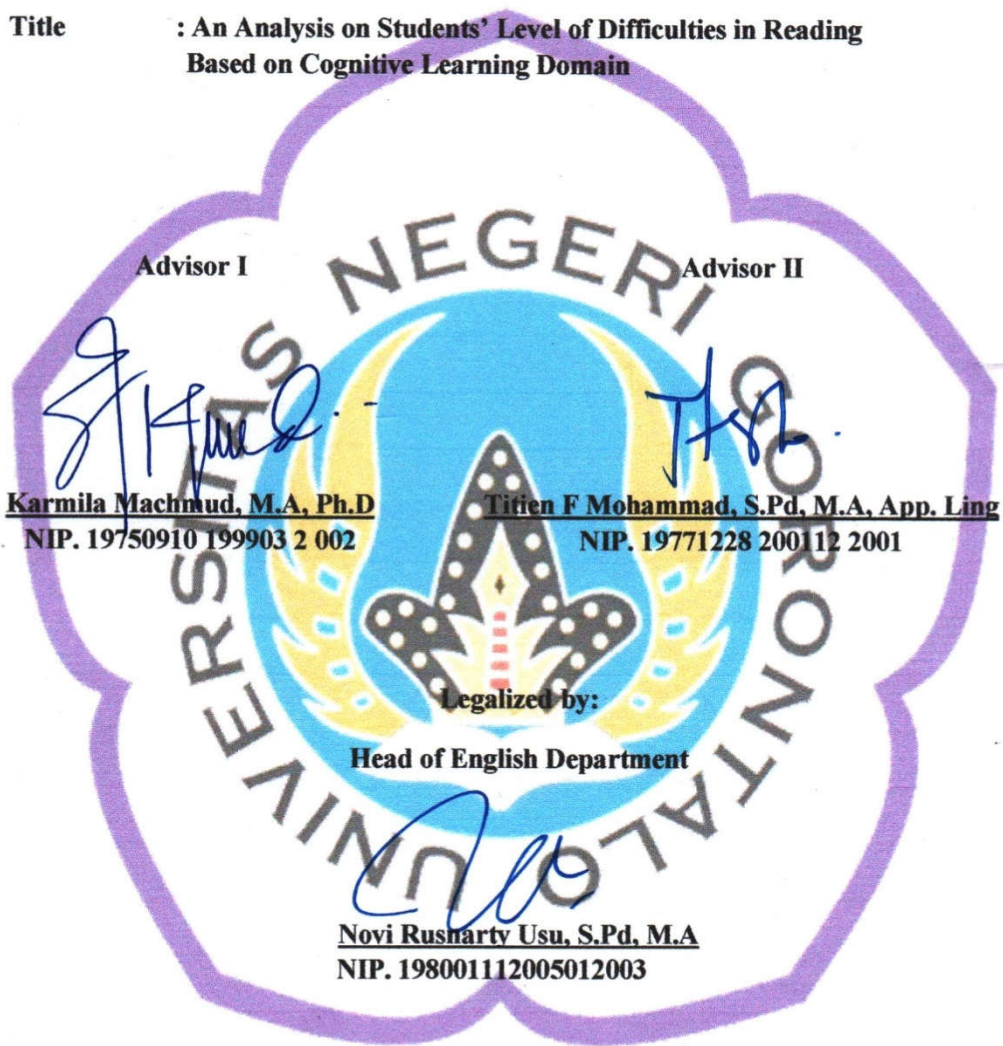 Title : An Analysis on Students' Level of Difficulties in Reading
Based on Cognitive Learning Domain
Advisor I Advisor II
Karmila Machmud, M.A, Ph.D Titien F Mohammad, S.Pd, M.A, App. Ling
NIP. 19750910 199903 2 002 NIP. 19771228 200112 2001
Legalized by:
Head of English Department
Novi Rusnarty Usu, S.Pd, M.A
NIP. 198001112005012003
UNIVERSITAS NEGERI GORONTALO